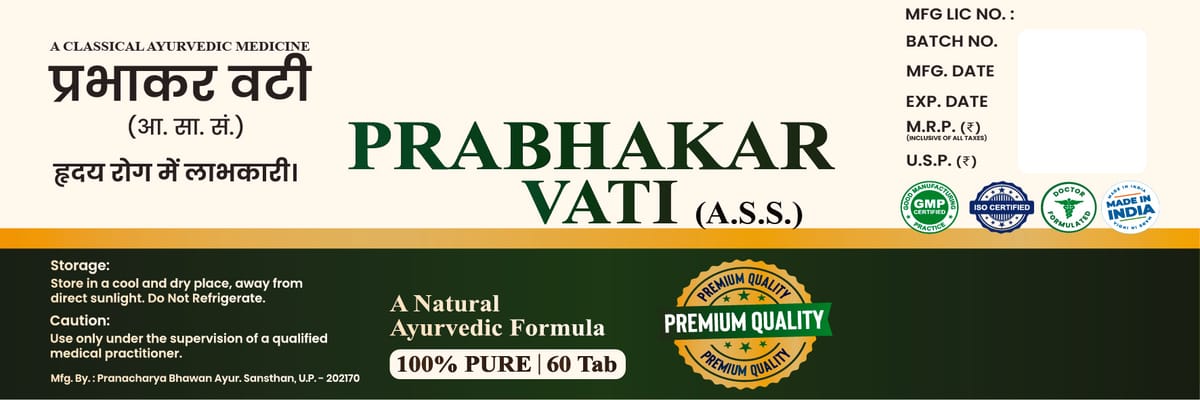 A CLASSICAL AYURVEDIC MEDICINE
प्रभाकर वटी
(आ. सा. सं.)
हृदय रोग में लाभकारी।
PRABHAKAR
VATI (A.S.S.)
MFG LIC NO. :
BATCH NO.
MFG. DATE
EXP. DATE
M.R.P. (₹)
(INCLUSIVE OF ALL TAXES)
U.S.P. (₹)
GOOD MANUFACTURING
GMP
CERTIFIED
PRACTICE
ISO CERTIFIED
DOCTOR
FORMULATED
MADE IN INDIA
MADE IN
INDIA
Storage:
Store in a cool and dry place, away from
direct sunlight. Do Not Refrigerate.
Caution:
Use only under the supervision of a qualified
medical practitioner.
Mfg. By. : Pranacharya Bhawan Ayur. Sansthan, U.P. - 202170
A Natural
Ayurvedic Formula
100% PURE | 60 Tab
PREMIUM QUALITY
PREMIUM QUALITY
PREMIUM QUALITY